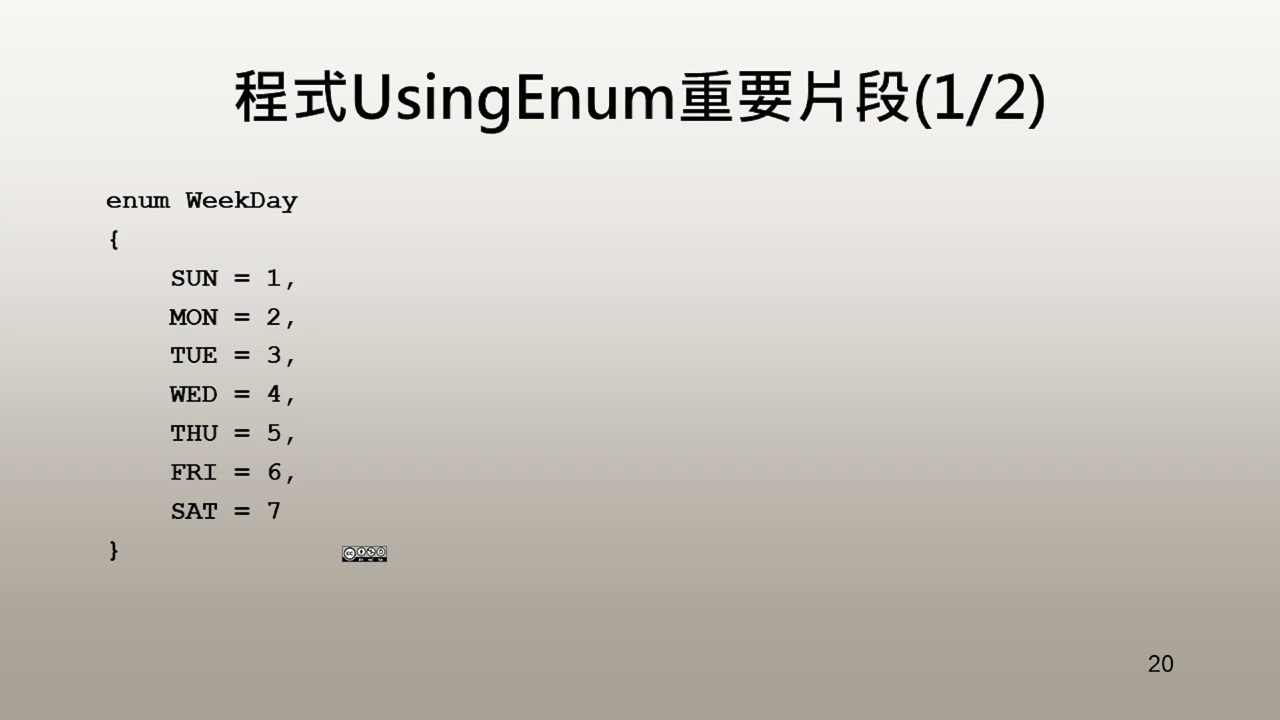 程式UsingEnum重要片段(1/2)
enum WeekDay
{
SUN = 1,
MON = 2,
TUE = 3,
WED = 4,
THU = 5,
FRI = 6,
SAT = 7
}
20